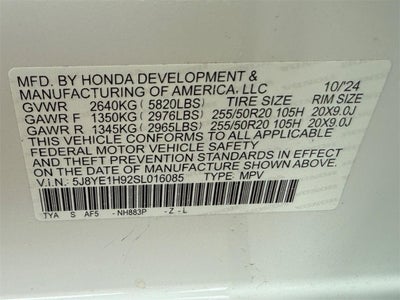 MFD. BY HONDA DEVELOPMENT &
MANUFACTURING OF AMERICA, LLC 10/'24
GVWR 2640KG (5820LBS) TIRE SIZE RIM SIZE
GAWR F 1350KG (2976LBS) 255/50R20 105H 20X9.0J
GAWR R 1345KG (2965LBS) 255/50R20 105H 20X9.0J
THIS VEHICLE CONFORMS TO ALL APPLICABLE
FEDERAL MOTOR VEHICLE SAFETY
AND THEFT PREVENTION STANDARDS IN EFFECT
ON THE DATE OF MANUFACTURE SHOWN ABOVE.
V.I.N.: 5J8YE1H92SL016085 TYPE: MPV
TYA S AF5 -NH883P -Z -L